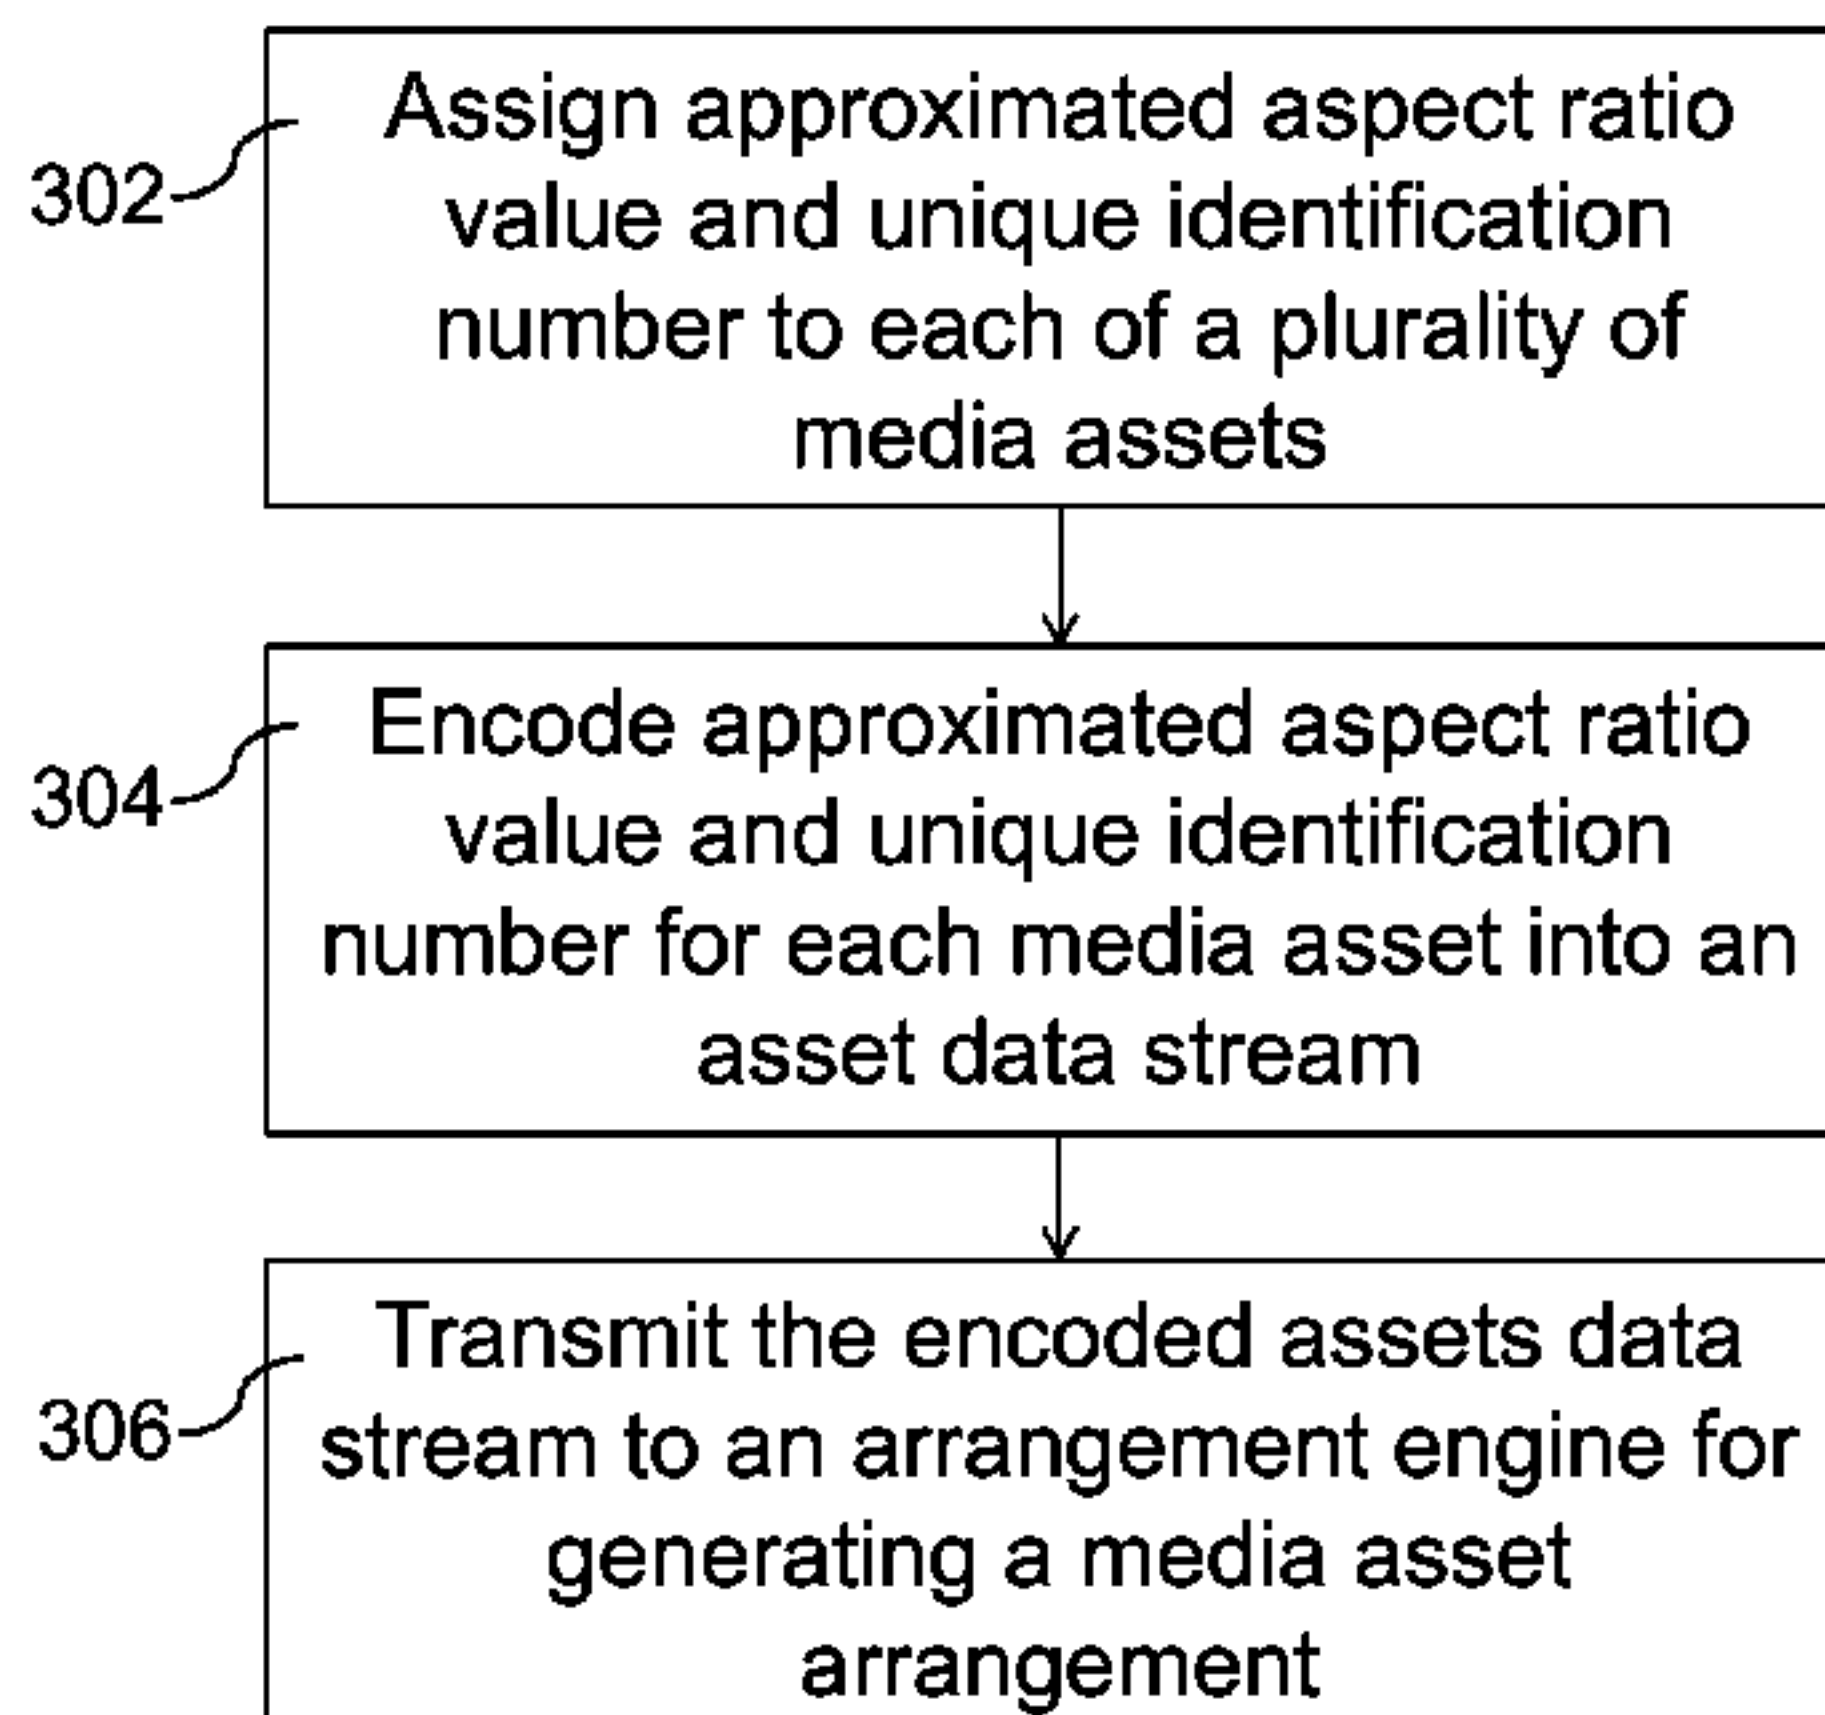 302
Assign approximated aspect ratio
value and unique identification
number to each of a plurality of
media assets
304
Encode approximated aspect ratio
value and unique identification
number for each media asset into an
asset data stream
306
Transmit the encoded assets data
stream to an arrangement engine for
generating a media asset
arrangement